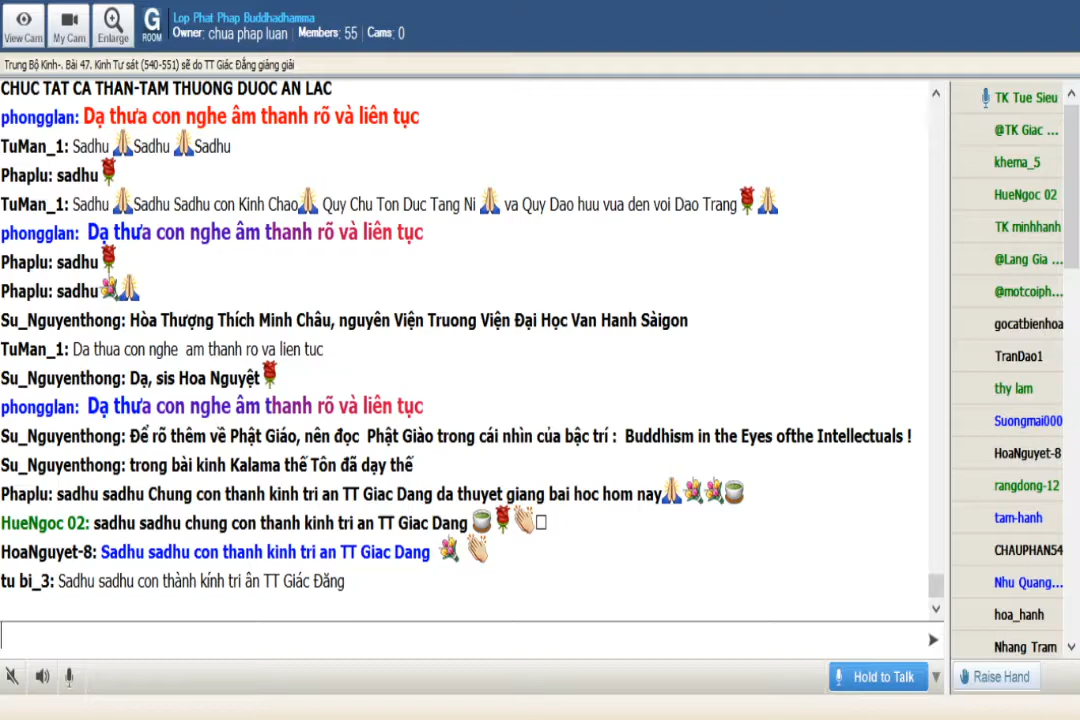 View Cam
My Cam
Enlarge
G
ROOM
Lop Phat Phap Buddhadhamma
Owner: chua phap luan | Members: 55 | Cams: 0
Trung Bộ Kinh-. Bài 47. Kinh Tư sát (540-551) sẽ do TT Giác Đẳng giảng giải
CHUC TAT CA THAN-TAM THUONG DUOC AN LAC
phongglan: Dạ thưa con nghe âm thanh rõ và liên tục
TuMan_1: Sadhu 🙏Sadhu 🙏Sadhu
Phaplu: sadhu🌹
TuMan_1: Sadhu 🙏Sadhu Sadhu con Kinh Chao🙏 Quy Chu Ton Duc Tang Ni 🙏 va Quy Dao huu vua den voi Dao Trang🌹🙏
phongglan: Dạ thưa con nghe âm thanh rõ và liên tục
Phaplu: sadhu🌹
Phaplu: sadhu💐🙏
Su_Nguyenthong: Hòa Thượng Thích Minh Châu, nguyên Viện Truong Viện Đại Học Van Hanh Sàigon
TuMan_1: Da thua con nghe am thanh ro va lien tuc
Su_Nguyenthong: Dạ, sis Hoa Nguyệt🌹
phongglan: Dạ thưa con nghe âm thanh rõ và liên tục
Su_Nguyenthong: Để rõ thêm về Phật Giáo, nên đọc Phật Giào trong cái nhìn của bậc trí : Buddhism in the Eyes ofthe Intellectuals !
Su_Nguyenthong: trong bài kinh Kalama thế Tôn đã dạy thế
Phaplu: sadhu sadhu Chung con thanh kinh tri an TT Giac Dang da thuyet giang bai hoc hom nay🙏💐💐🍵
HueNgoc 02: sadhu sadhu chung con thanh kinh tri an TT Giac Dang 🍵🌹👏
HoaNguyet-8: Sadhu sadhu con thanh kinh tri an TT Giac Dang 💐 👏
tu bi_3: Sadhu sadhu con thành kính tri ân TT Giác Đăng
TK Tue Sieu
@TK Giac ...
khema_5
HueNgoc 02
TK minhhanh
@Lang Gia ...
@motcoiph...
gocatbienhoa
TranDao1
thy lam
Suongmai000
HoaNguyet-8
rangdong-12
tam-hanh
CHAUPHAN54
Nhu Quang...
hoa_hanh
Nhang Tram
Hold to Talk
Raise Hand